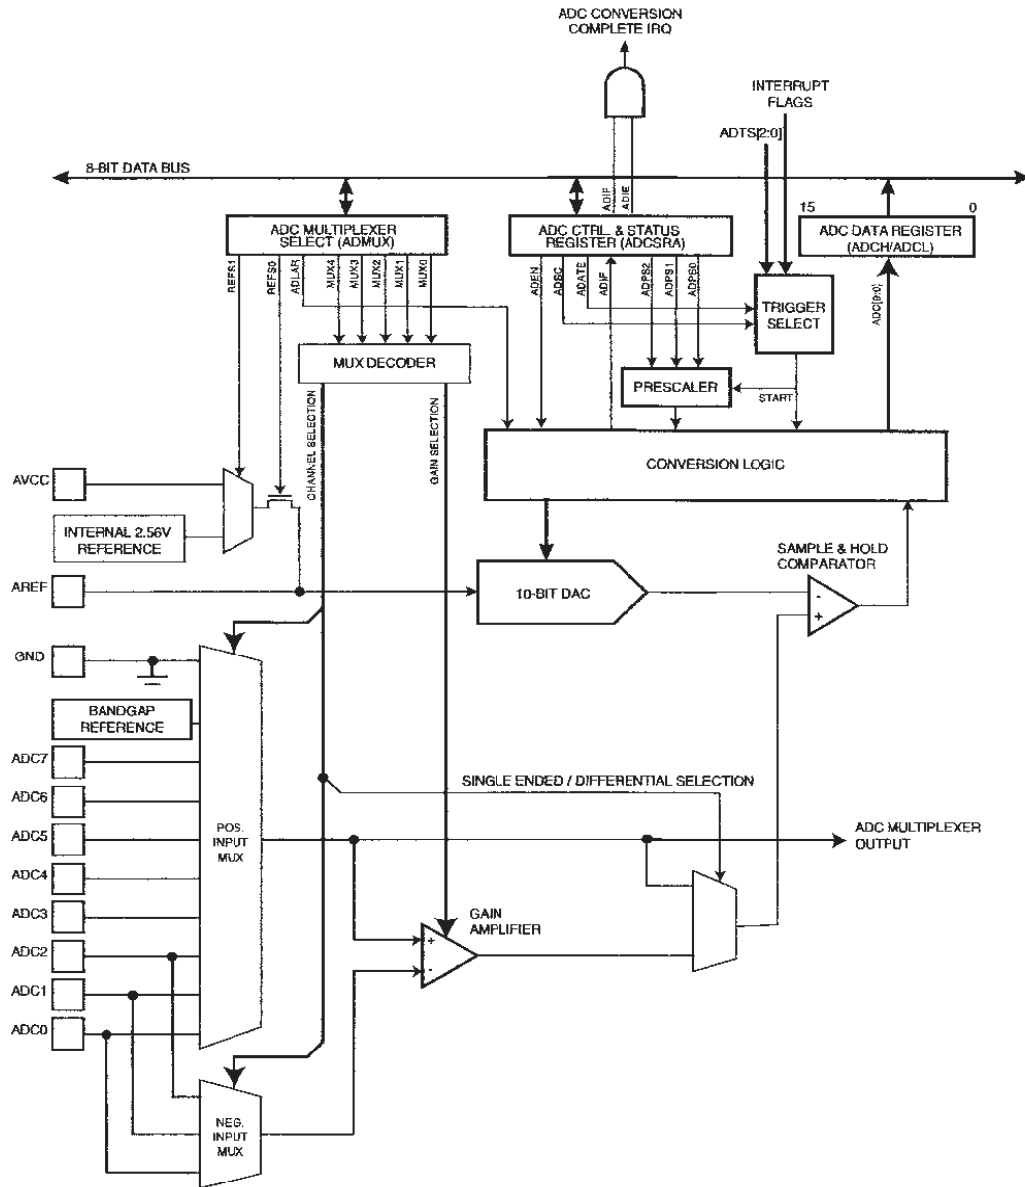 ADC CONVERSION
COMPLETE IRQ
INTERRUPT
FLAGS
ADTS[2:0]
8-BIT DATA BUS
ADIF
ADIE
15
0
ADC MULTIPLEXER
SELECT (ADMUX)
ADC CTRL & STATUS
REGISTER (ADCSRA)
ADC DATA REGISTER
(ADCH/ADCL)
REFS1
REFS0
ADLAR
MUX4
MUX3
MUX2
MUX1
MUX0
ADEN
ADSC
ADATE
ADIF
ADPS2
ADPS1
ADPS0
ADC[9:0]
TRIGGER
SELECT
MUX DECODER
PRESCALER
START
CHANNEL SELECTION
GAIN SELECTION
CONVERSION LOGIC
AVCC
INTERNAL 2.56V
REFERENCE
SAMPLE & HOLD
COMPARATOR
AREF
10-BIT DAC
-
+
GND
BANDGAP
REFERENCE
ADC7
SINGLE ENDED / DIFFERENTIAL SELECTION
ADC6
ADC5
POS.
INPUT
MUX
ADC MULTIPLEXER
OUTPUT
ADC4
ADC3
GAIN
AMPLIFIER
+
-
ADC2
ADC1
ADC0
NEG.
INPUT
MUX